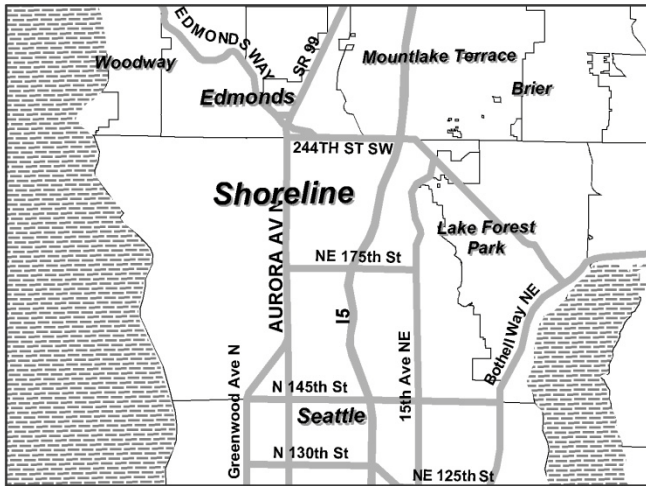 EDMONDS WAY
SR 99
Woodway
Mountlake Terrace
Brier
Edmonds
244TH ST SW
Shoreline
AURORA AV N
Lake Forest
Park
NE 175th St
I5
Bothell Way NE
15th Ave NE
Greenwood Ave N
N 145th St
Seattle
N 130th St
NE 125th St